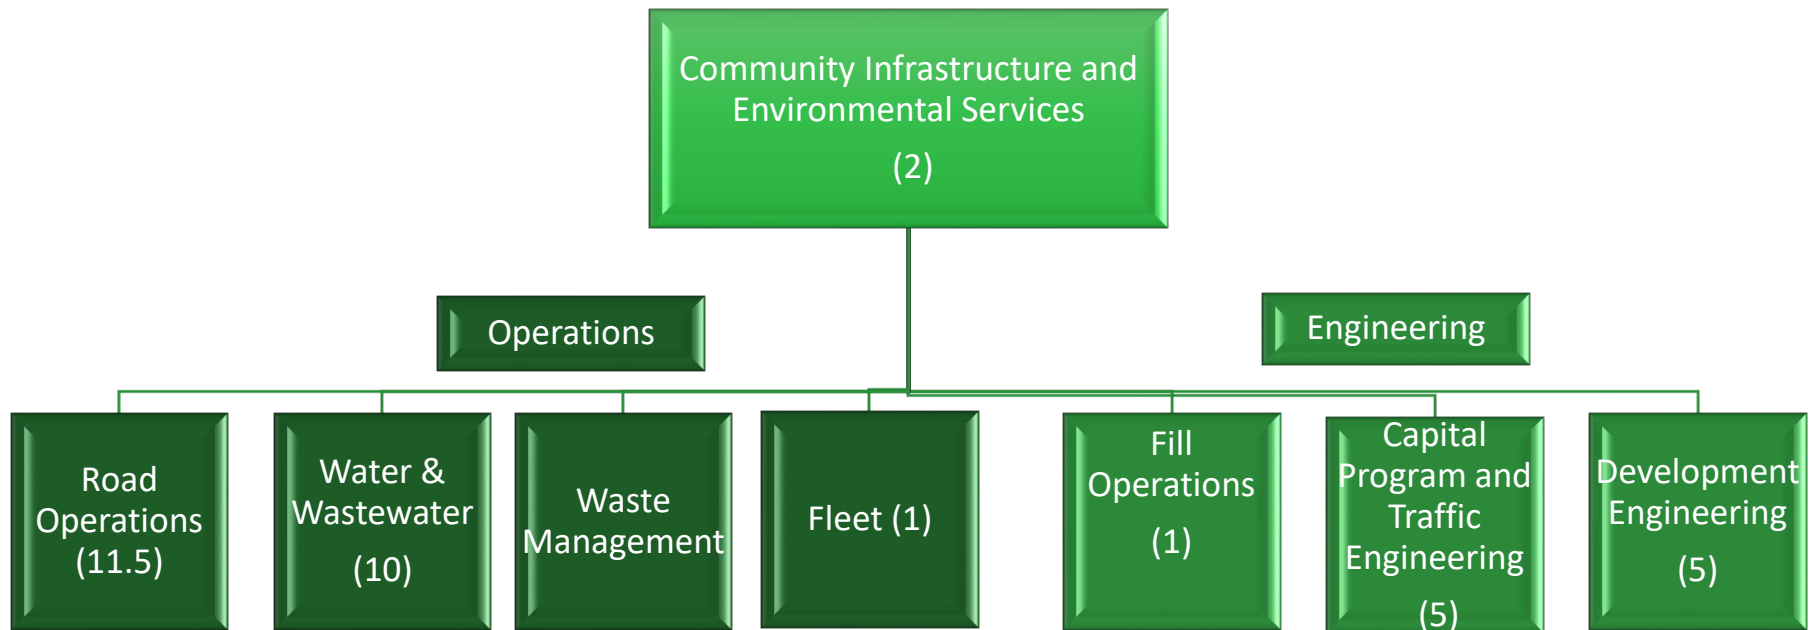 Community Infrastructure and
Environmental Services
(2)
Operations
Engineering
Road
Operations
(11.5)
Water &
Wastewater
(10)
Waste
Management
Fleet (1)
Fill
Operations
(1)
Capital
Program and
Traffic
Engineering
(5)
Development
Engineering
(5)